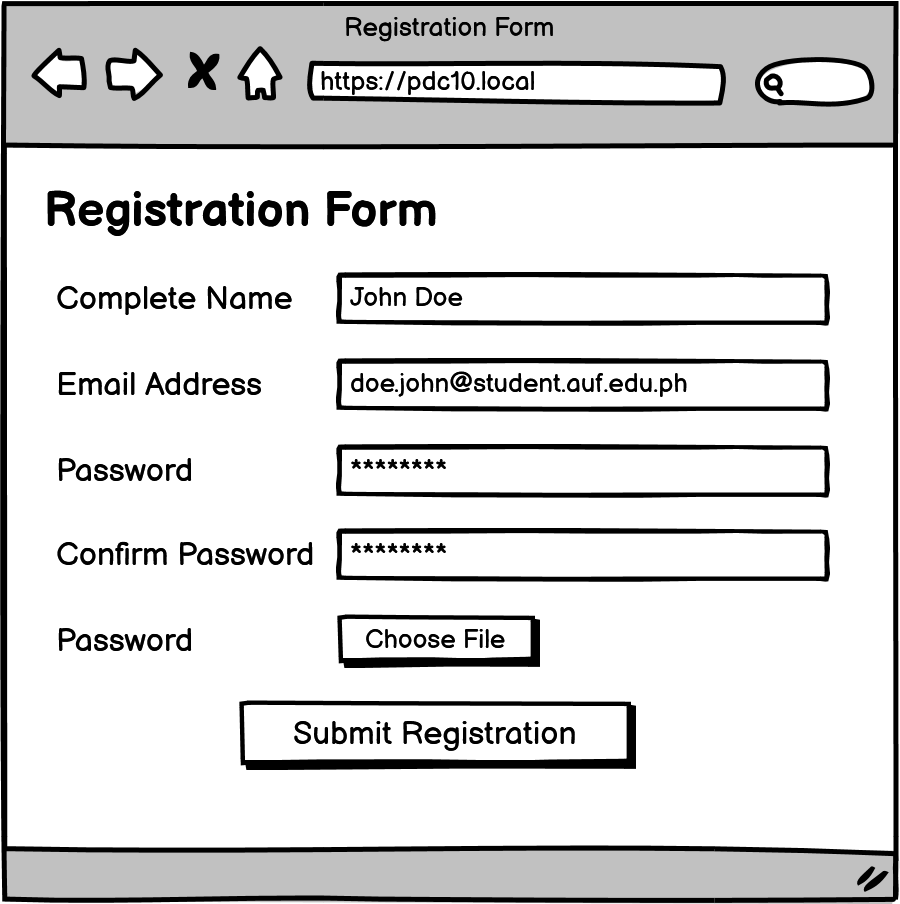 Registration Form
https://pdc10.local
Registration Form
Complete Name John Doe
Email Address doe.john@student.auf.edu.ph
Password ********
Confirm Password ********
Password Choose File
Submit Registration